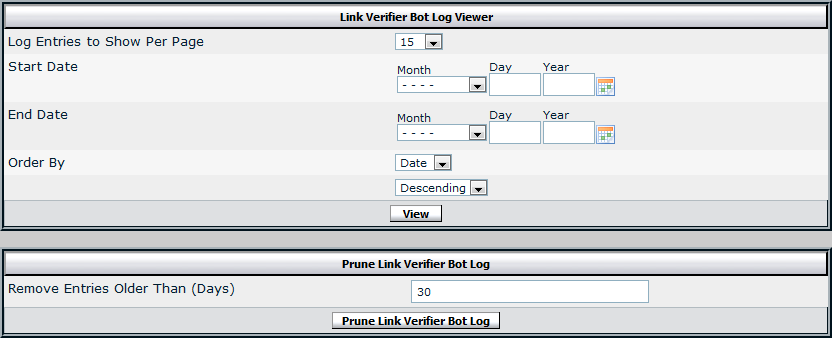 Link Verifier Bot Log Viewer
Log Entries to Show Per Page 15
Start Date Month Day Year
- - - -
End Date Month Day Year
- - - -
Order By Date
Descending
View
Prune Link Verifier Bot Log
Remove Entries Older Than (Days) 30
Prune Link Verifier Bot Log